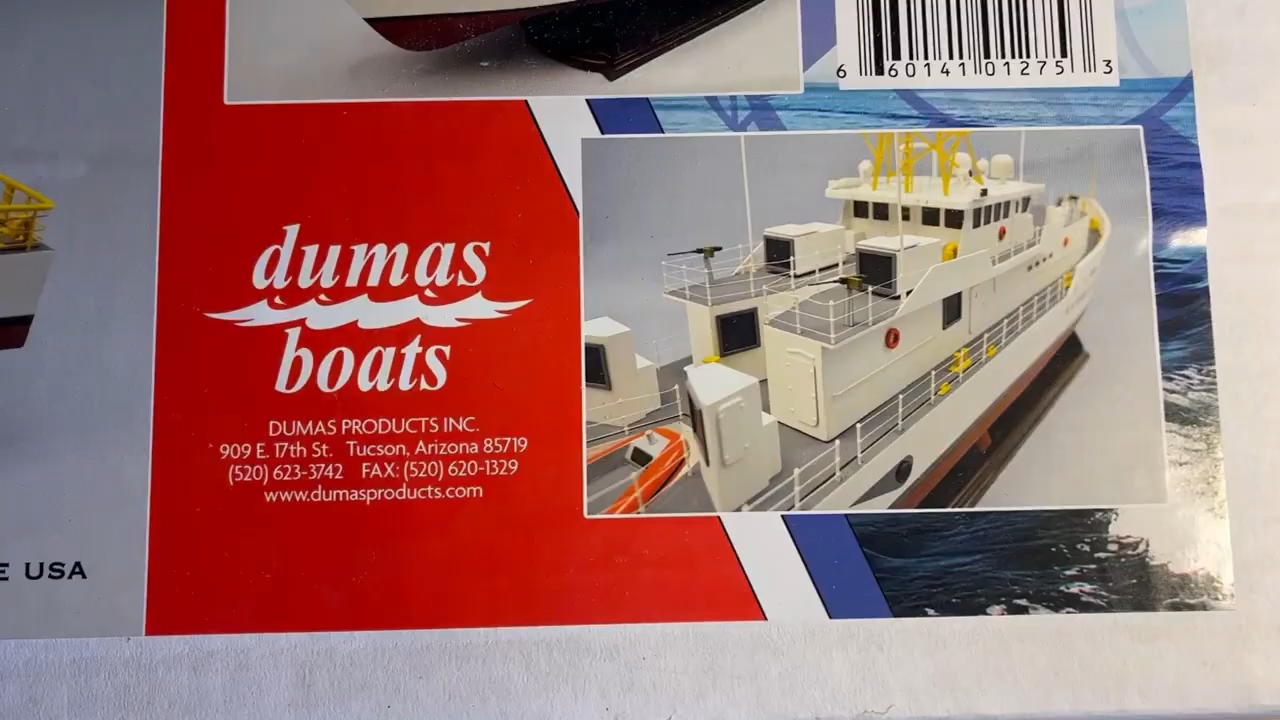 6 60141 01275 3
dumas
boats
DUMAS PRODUCTS INC.
909 E. 17th St. Tucson, Arizona 85719
(520) 623-3742 FAX: (520) 620-1329
www.dumasproducts.com
E USA